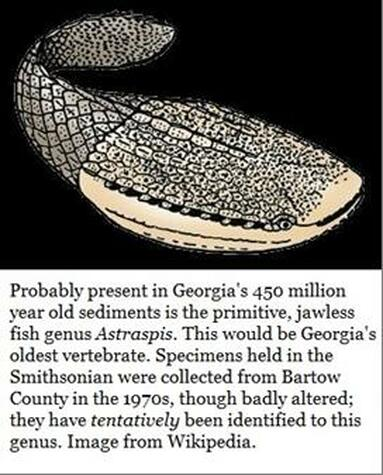 Probably present in Georgia's 450 million
year old sediments is the primitive, jawless
fish genus Astraspis. This would be Georgia's
oldest vertebrate. Specimens held in the
Smithsonian were collected from Bartow
County in the 1970s, though badly altered;
they have tentatively been identified to this
genus. Image from Wikipedia.